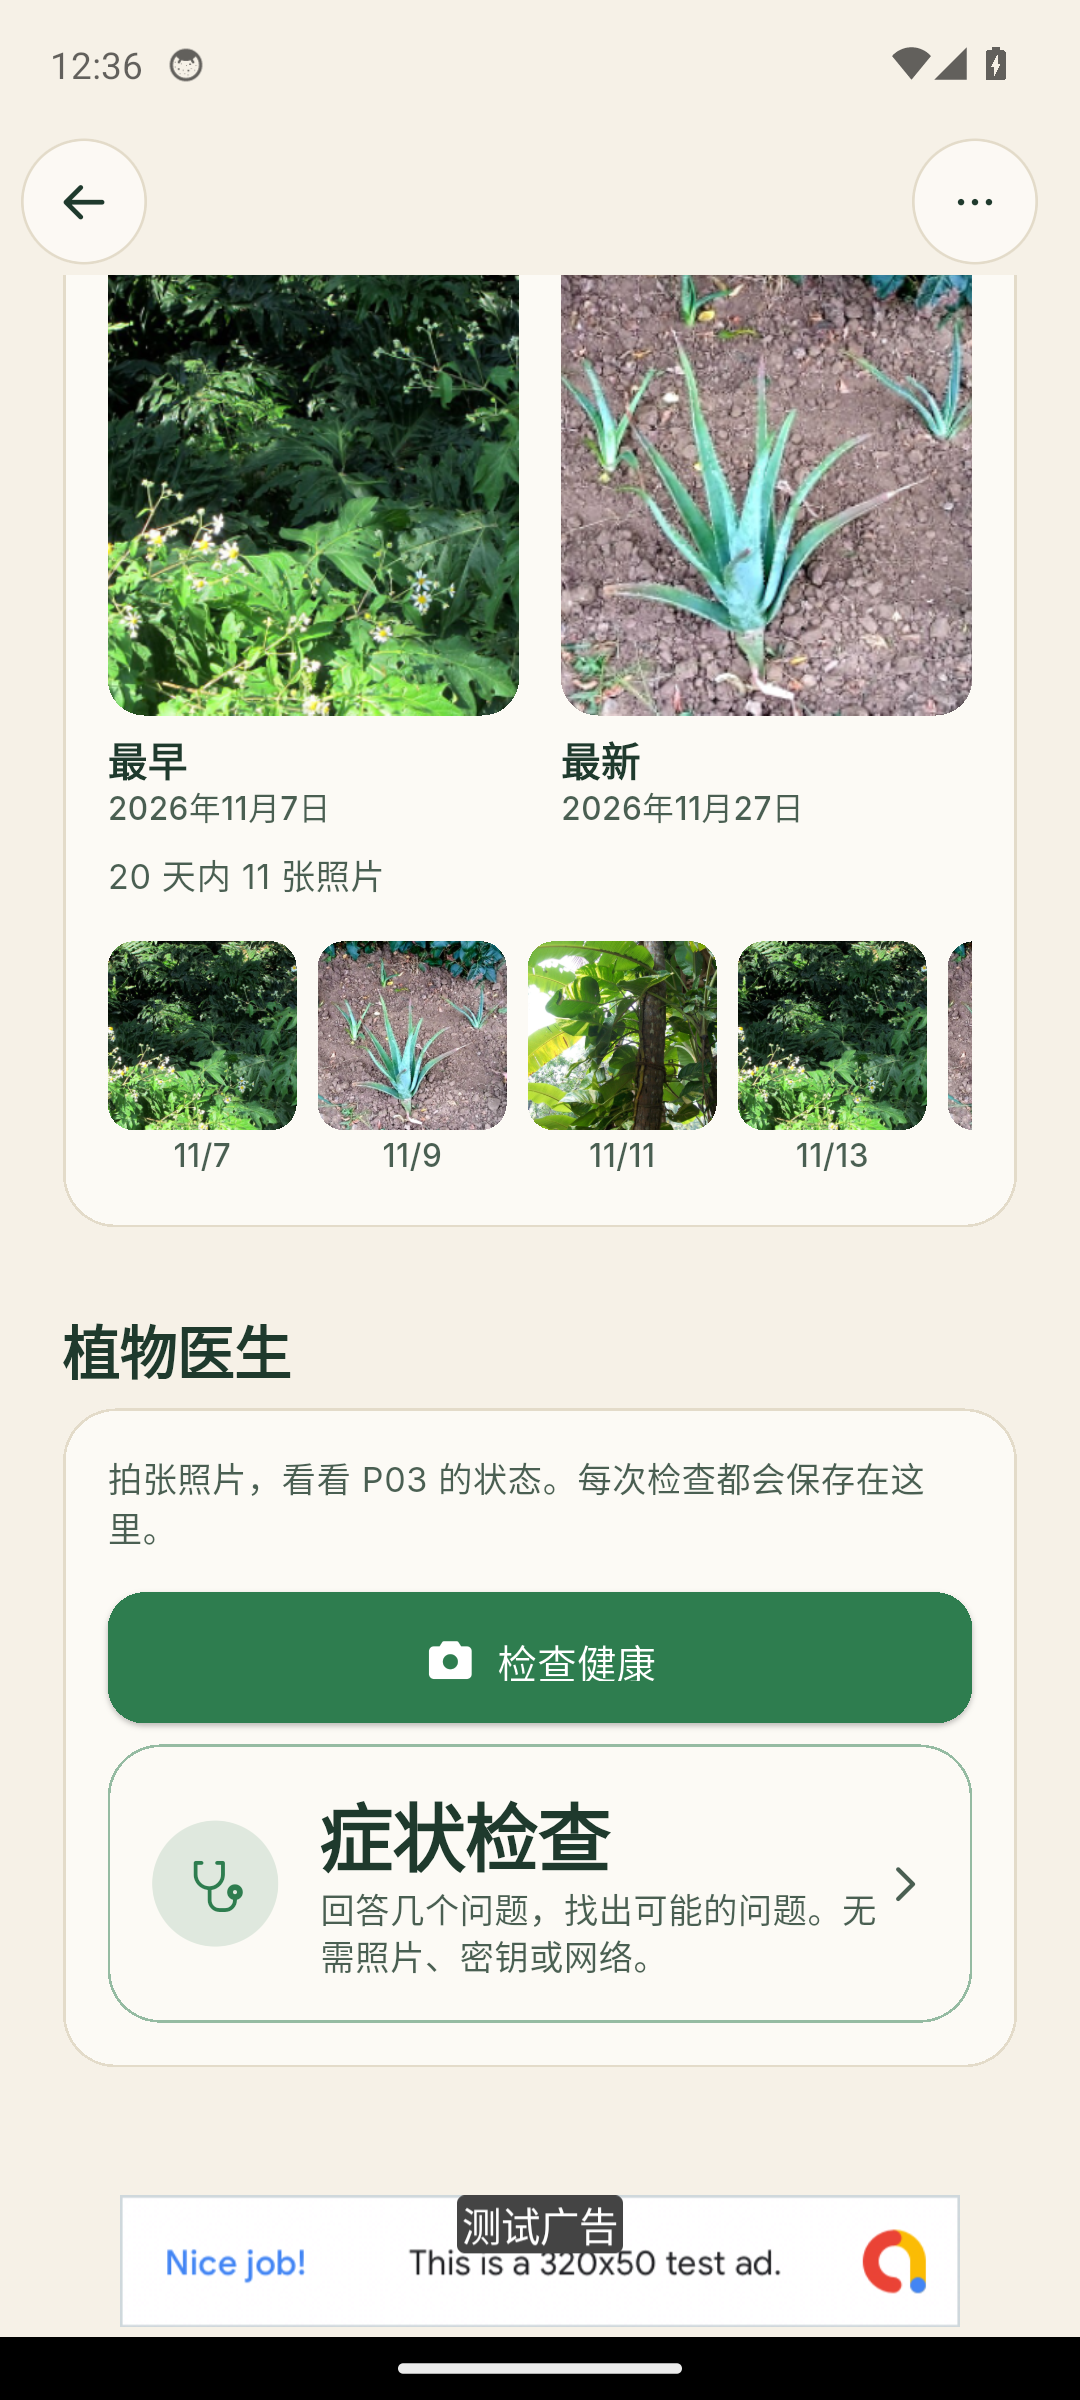 12:36
最早
2026年11月7日
最新
2026年11月27日
20 天内 11 张照片
11/7
11/9
11/11
11/13
植物医生
拍张照片，看看 P03 的状态。每次检查都会保存在这
里。
检查健康
症状检查
回答几个问题，找出可能的问题。无
需照片、密钥或网络。
测试广告
Nice job!
This is a 320x50 test ad.